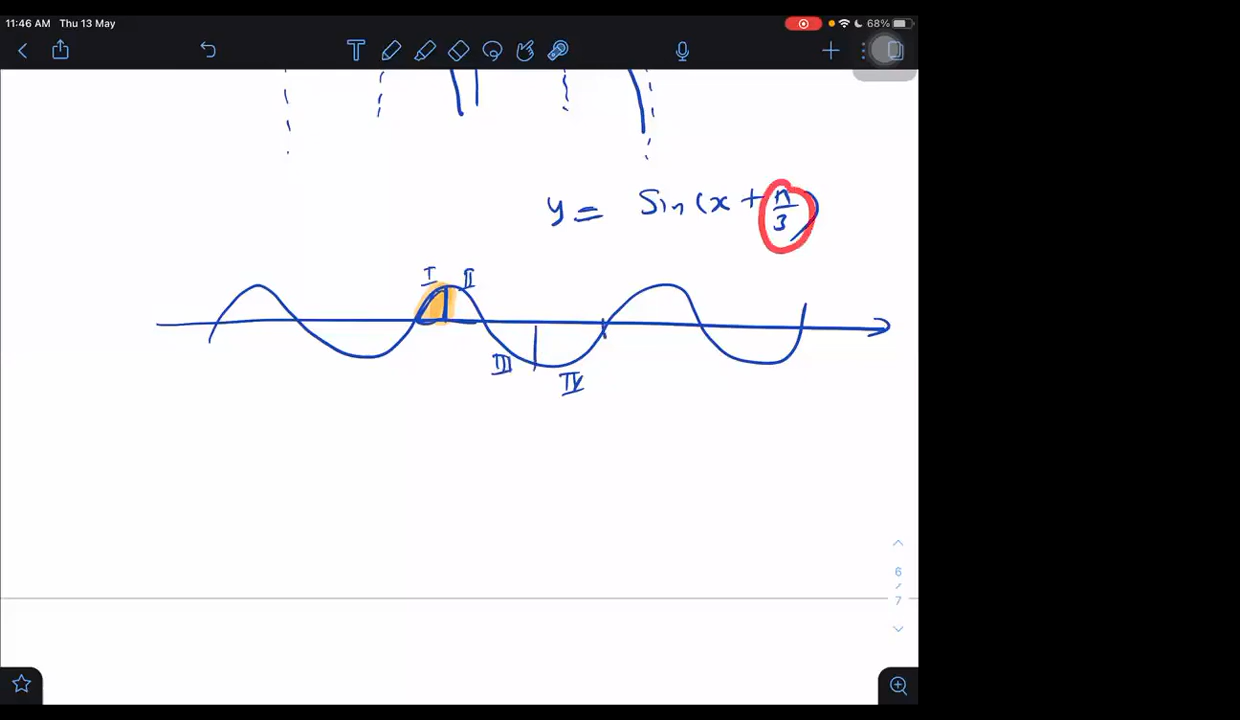 11:46 AM Thu 13 May 68%
T
y = Sin(x + π/3)
I II
III IV
6
/
7